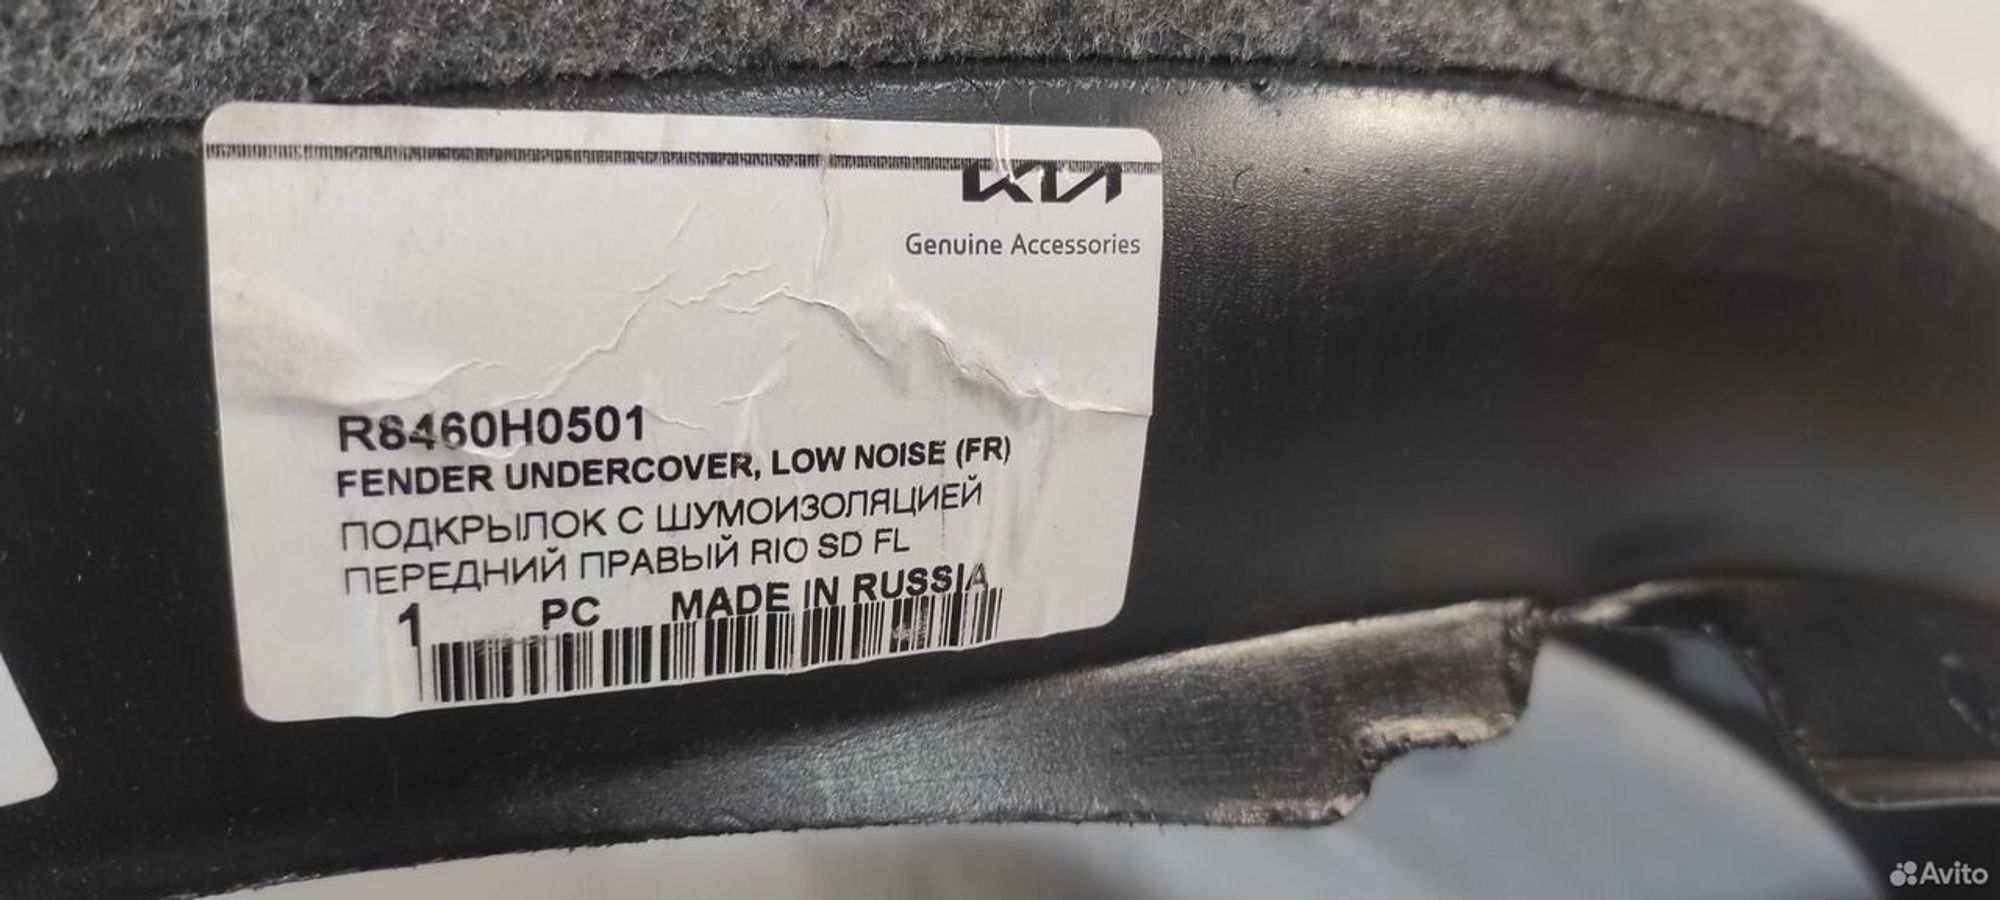 KIA
Genuine Accessories
R8460H0501
FENDER UNDERCOVER, LOW NOISE (FR)
ПОДКРЫЛОК С ШУМОИЗОЛЯЦИЕЙ
ПЕРЕДНИЙ ПРАВЫЙ RIO SD FL
1 PC MADE IN RUSSIA
Avito